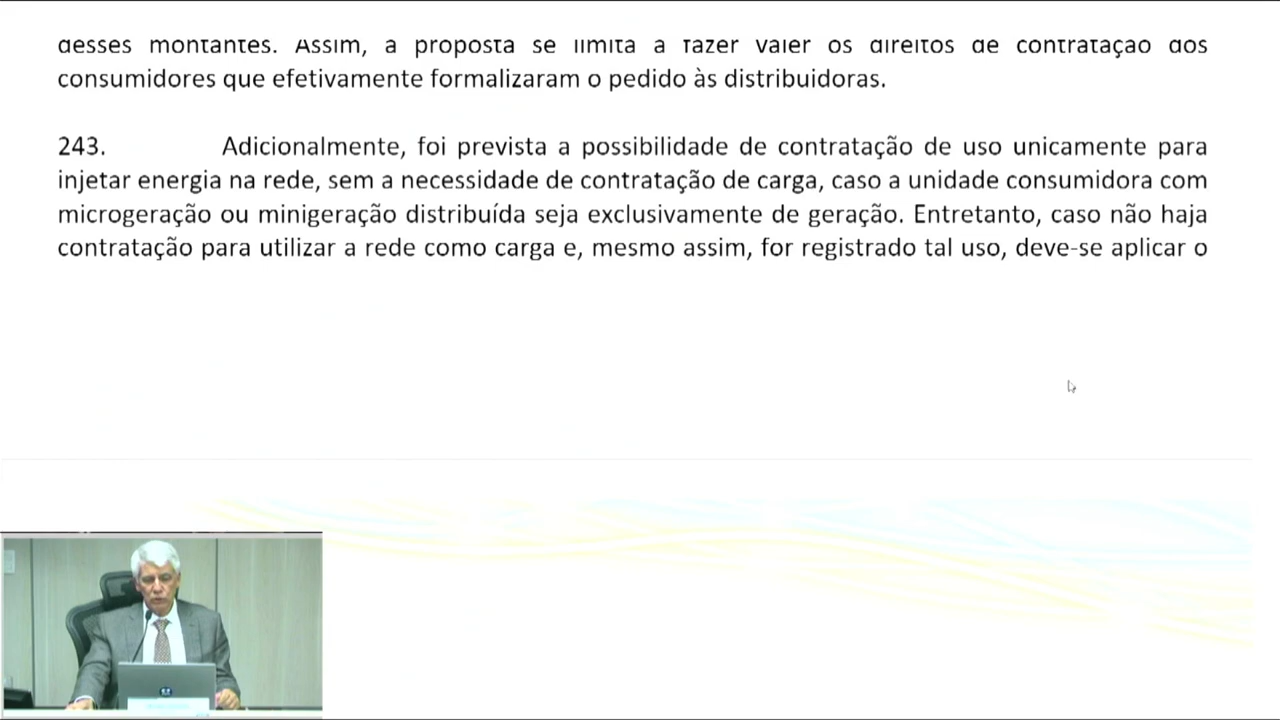 desses montantes. Assim, a proposta se limita a fazer valer os direitos de contratação dos
consumidores que efetivamente formalizaram o pedido às distribuidoras.
243. Adicionalmente, foi prevista a possibilidade de contratação de uso unicamente para
injetar energia na rede, sem a necessidade de contratação de carga, caso a unidade consumidora com
microgeração ou minigeração distribuída seja exclusivamente de geração. Entretanto, caso não haja
contratação para utilizar a rede como carga e, mesmo assim, for registrado tal uso, deve-se aplicar o